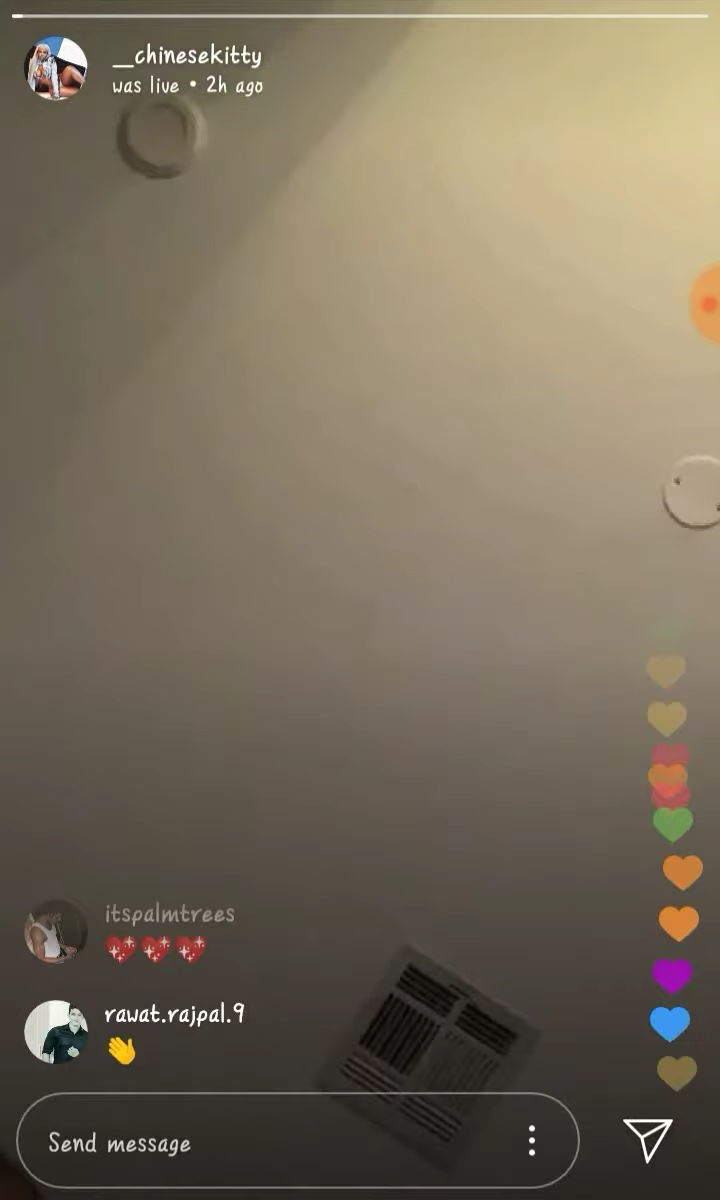 __chinesekitty
was live • 2h ago
itspalmtrees
💖💖💖
rawat.rajpal.9
👋
Send message